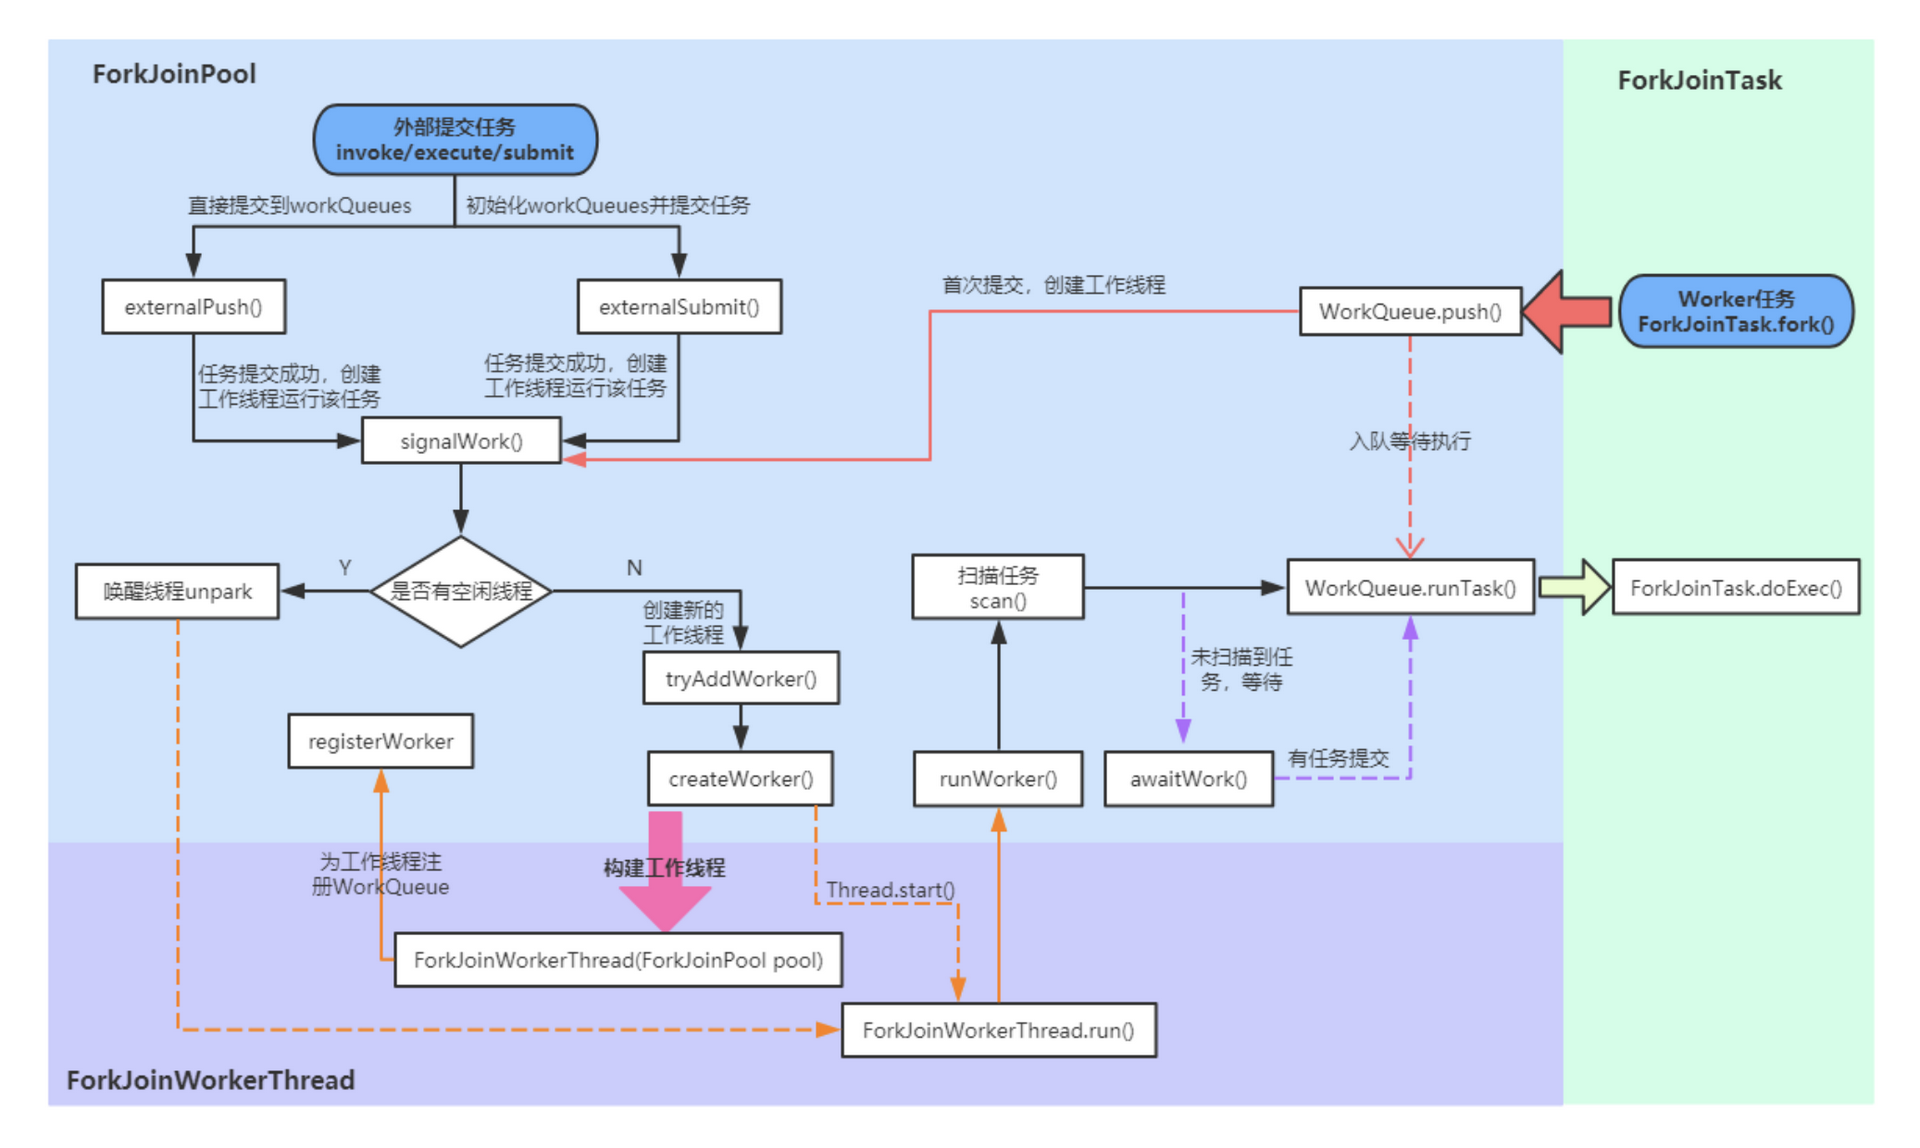 ForkJoinPool
ForkJoinTask
外部提交任务
invoke/execute/submit
直接提交到workQueues
初始化workQueues并提交任务
externalPush()
externalSubmit()
首次提交，创建工作线程
WorkQueue.push()
Worker任务
ForkJoinTask.fork()
任务提交成功，创建
工作线程运行该任务
任务提交成功，创建
工作线程运行该任务
signalWork()
入队等待执行
唤醒线程unpark
Y
是否有空闲线程
N
创建新的
工作线程
扫描任务
scan()
WorkQueue.runTask()
ForkJoinTask.doExec()
tryAddWorker()
未扫描到任
务，等待
registerWorker
createWorker()
runWorker()
awaitWork()
有任务提交
为工作线程注
册WorkQueue
构建工作线程
Thread.start()
ForkJoinWorkerThread(ForkJoinPool pool)
ForkJoinWorkerThread.run()
ForkJoinWorkerThread